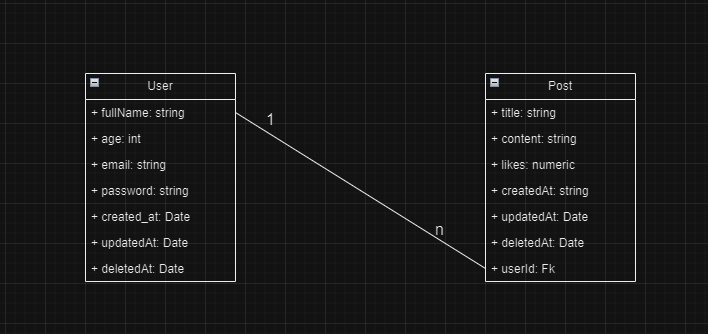 User
+ fullName: string
+ age: int
+ email: string
+ password: string
+ created_at: Date
+ updatedAt: Date
+ deletedAt: Date
1
n
Post
+ title: string
+ content: string
+ likes: numeric
+ createdAt: string
+ updatedAt: Date
+ deletedAt: Date
+ userId: Fk